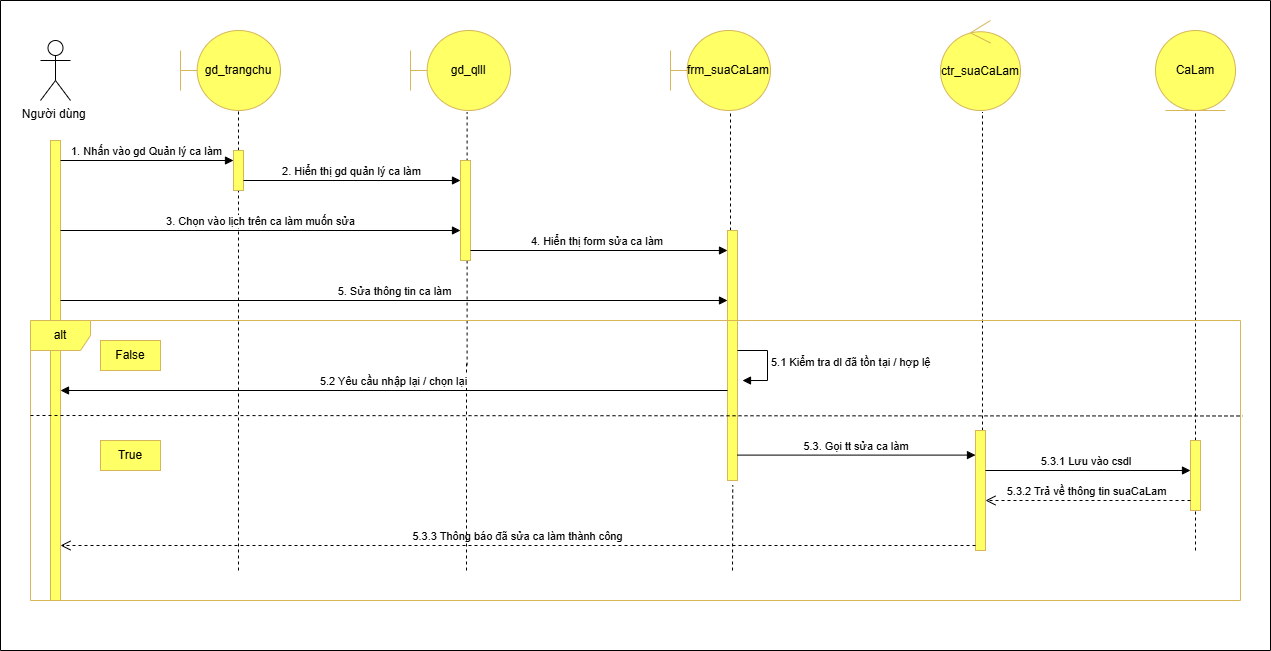 Người dùng
gd_trangchu
gd_qlll
frm_suaCaLam
ctr_suaCaLam
CaLam
1. Nhấn vào gd Quản lý ca làm
2. Hiển thị gd quản lý ca làm
3. Chọn vào lịch trên ca làm muốn sửa
4. Hiển thị form sửa ca làm
5. Sửa thông tin ca làm
alt
False
5.1 Kiểm tra dl đã tồn tại / hợp lệ
5.2 Yêu cầu nhập lại / chọn lại
True
5.3. Gọi tt sửa ca làm
5.3.1 Lưu vào csdl
5.3.2 Trả về thông tin suaCaLam
5.3.3 Thông báo đã sửa ca làm thành công